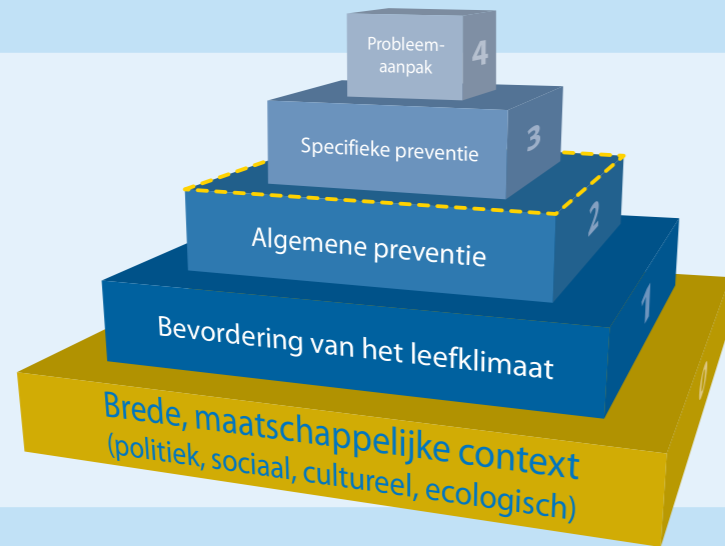 Probleem-
aanpak
4
Specifieke preventie
3
Algemene preventie
2
Bevordering van het leefklimaat
1
Brede, maatschappelijke context
(politiek, sociaal, cultureel, ecologisch)
0